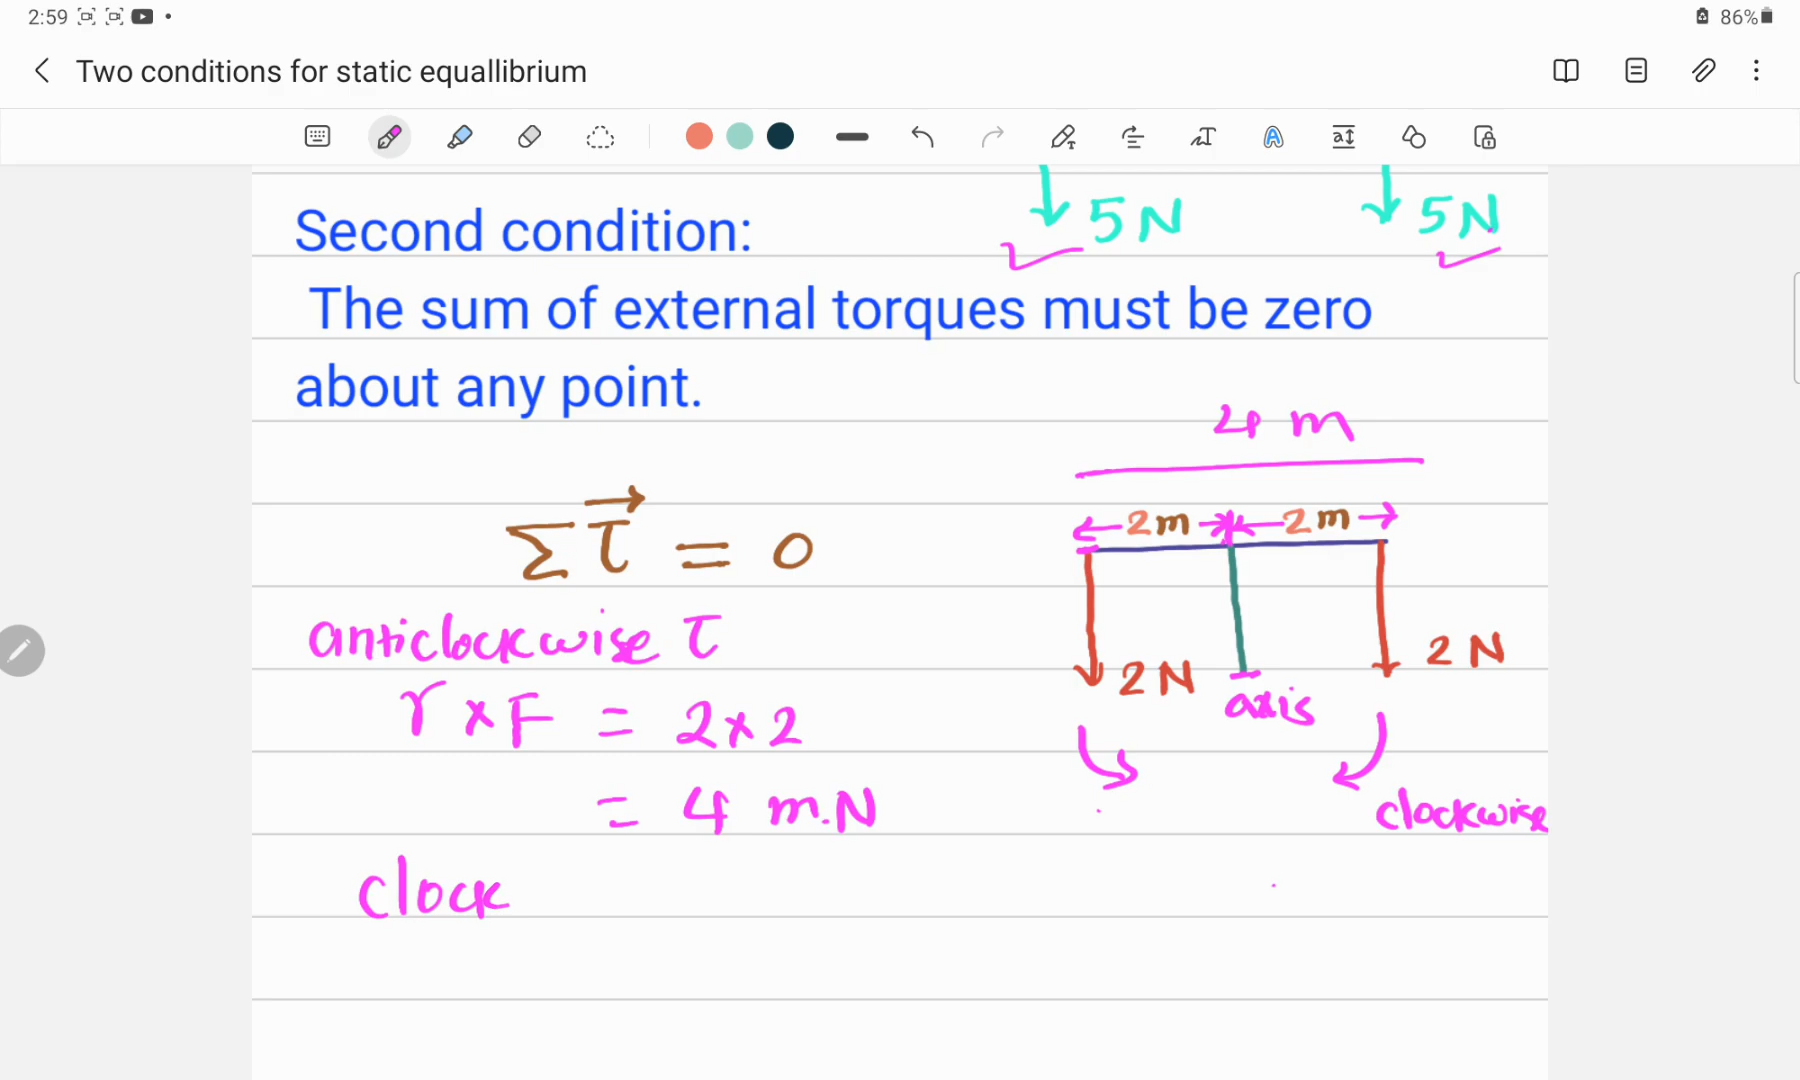 2:59 86%
Two conditions for static equallibrium
5N 5N
Second condition:
The sum of external torques must be zero
about any point.
4 m
2m 2m
Στ⃗ = 0
anticlockwise τ
2N axis 2N
r×F = 2×2
= 4 m.N
clockwise
clock